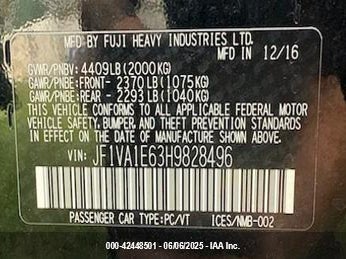 MFD BY FUJI HEAVY INDUSTRIES LTD.
MFD IN 12/16
GVWR/PNBV: 4409LB(2000KG)
GAWR/PNBE:FRONT- 2370LB(1075KG)
GAWR/PNBE:REAR - 2293LB(1040KG)
THIS VEHICLE CONFORMS TO ALL APPLICABLE FEDERAL MOTOR
VEHICLE SAFETY, BUMPER, AND THEFT PREVENTION STANDARDS
IN EFFECT ON THE DATE OF MANUFACTURE SHOWN ABOVE.
VIN: JF1VA1E63H9828496
PASSENGER CAR TYPE:PC/VT ICES/NMB-002
000-42448501 - 06/06/2025 - IAA Inc.